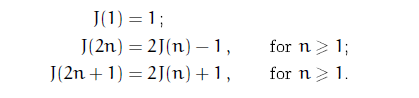 J(1) = 1 ;
J(2n) = 2J(n) − 1 , for n ⩾ 1;
J(2n + 1) = 2J(n) + 1 , for n ⩾ 1.